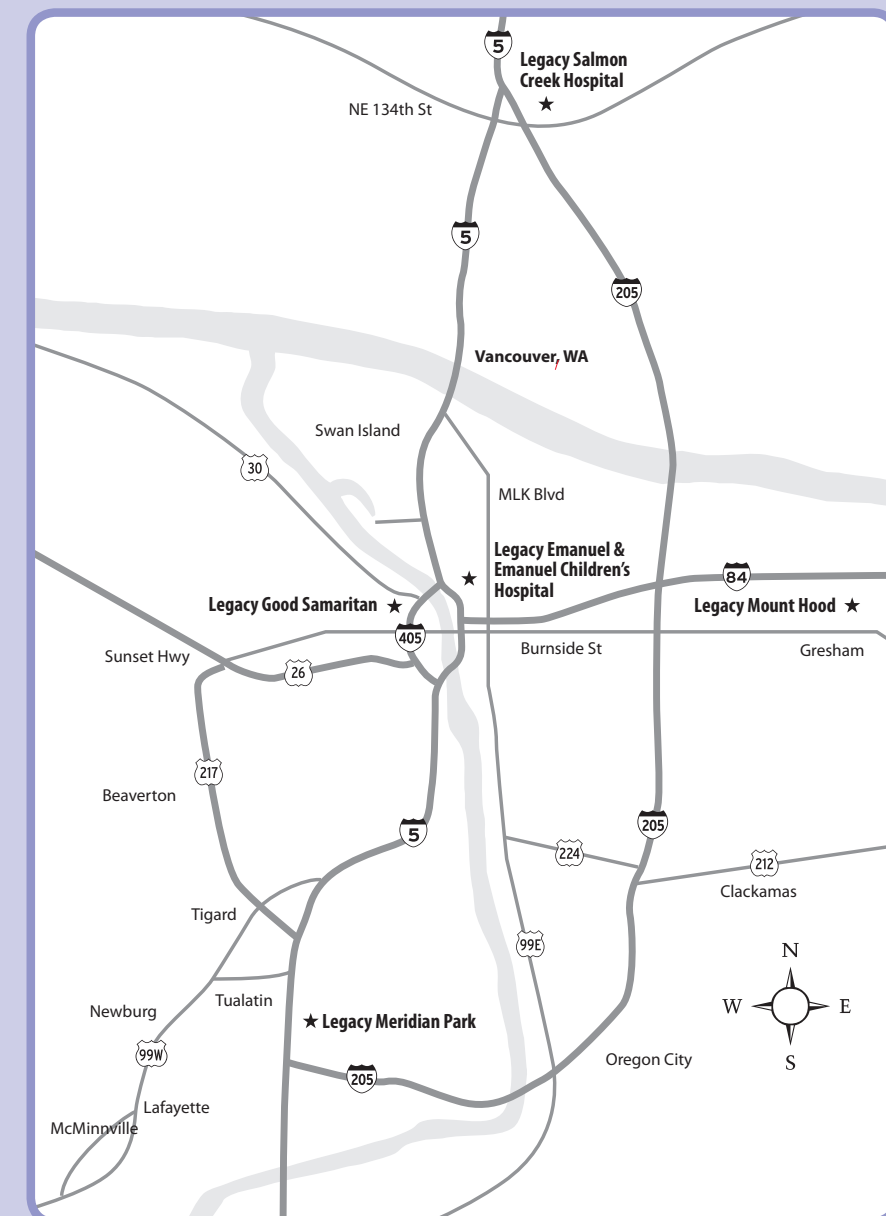 5
Legacy Salmon
Creek Hospital
NE 134th St
5
205
Vancouver, WA
Swan Island
30
MLK Blvd
Legacy Emanuel &
Emanuel Children's
Hospital
84
Legacy Good Samaritan
Legacy Mount Hood
405
Burnside St
Gresham
Sunset Hwy
26
217
Beaverton
5
205
224
212
Clackamas
Tigard
99E
N
W
E
S
Tualatin
Newburg
Legacy Meridian Park
99W
205
Oregon City
Lafayette
McMinnville